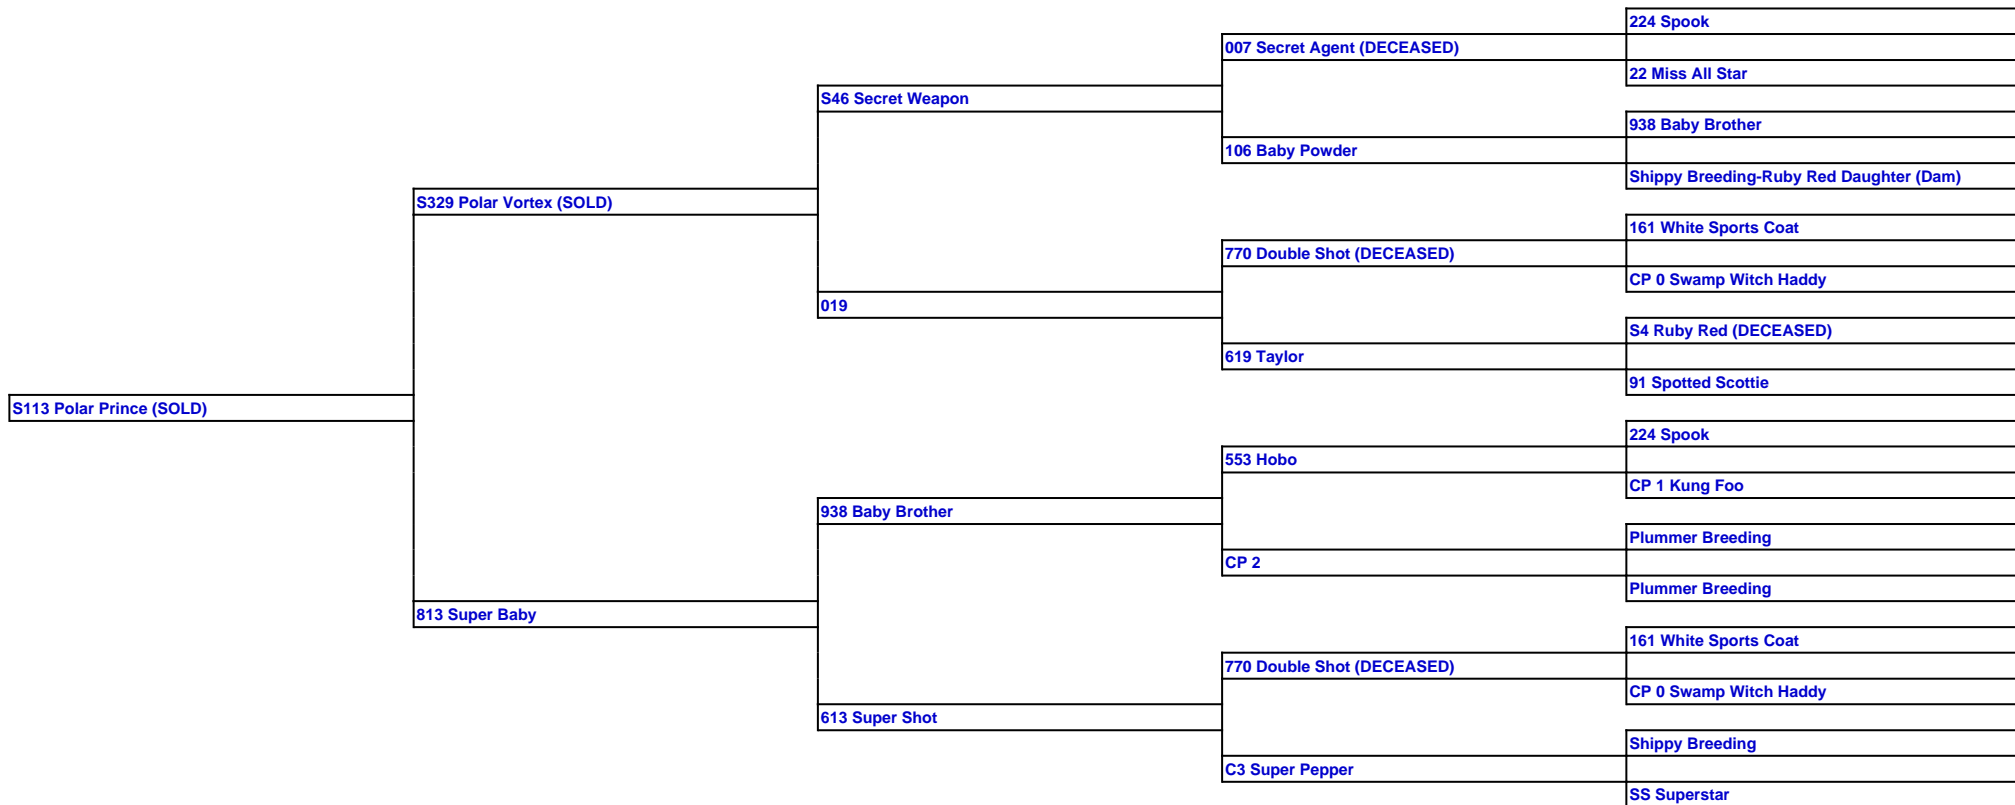 224 Spook
007 Secret Agent (DECEASED)
22 Miss All Star
S46 Secret Weapon
938 Baby Brother
106 Baby Powder
Shippy Breeding-Ruby Red Daughter (Dam)
S329 Polar Vortex (SOLD)
161 White Sports Coat
770 Double Shot (DECEASED)
CP 0 Swamp Witch Haddy
019
S4 Ruby Red (DECEASED)
619 Taylor
91 Spotted Scottie
S113 Polar Prince (SOLD)
224 Spook
553 Hobo
CP 1 Kung Foo
938 Baby Brother
Plummer Breeding
CP 2
Plummer Breeding
813 Super Baby
161 White Sports Coat
770 Double Shot (DECEASED)
CP 0 Swamp Witch Haddy
613 Super Shot
Shippy Breeding
C3 Super Pepper
SS Superstar